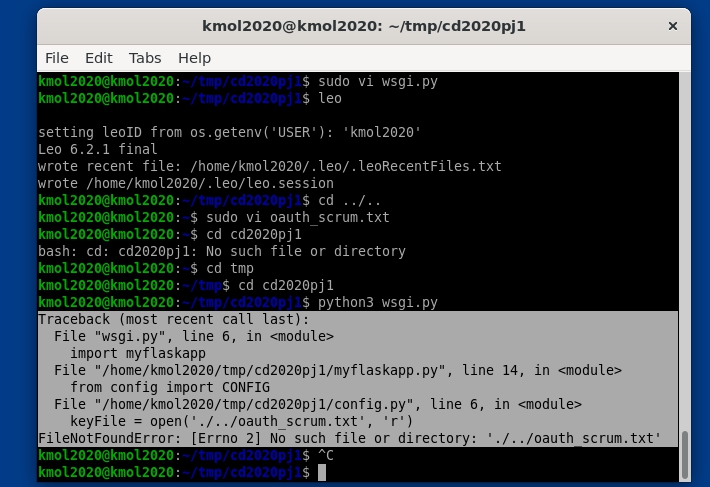 kmol2020@kmol2020: ~/tmp/cd2020pj1 ×
File Edit Tabs Help
kmol2020@kmol2020:~/tmp/cd2020pj1$ sudo vi wsgi.py
kmol2020@kmol2020:~/tmp/cd2020pj1$ leo
setting leoID from os.getenv('USER'): 'kmol2020'
Leo 6.2.1 final
wrote recent file: /home/kmol2020/.leo/.leoRecentFiles.txt
wrote /home/kmol2020/.leo/leo.session
kmol2020@kmol2020:~/tmp/cd2020pj1$ cd ../..
kmol2020@kmol2020:~$ sudo vi oauth_scrum.txt
kmol2020@kmol2020:~$ cd cd2020pj1
bash: cd: cd2020pj1: No such file or directory
kmol2020@kmol2020:~$ cd tmp
kmol2020@kmol2020:~/tmp$ cd cd2020pj1
kmol2020@kmol2020:~/tmp/cd2020pj1$ python3 wsgi.py
Traceback (most recent call last):
  File "wsgi.py", line 6, in <module>
    import myflaskapp
  File "/home/kmol2020/tmp/cd2020pj1/myflaskapp.py", line 14, in <module>
    from config import CONFIG
  File "/home/kmol2020/tmp/cd2020pj1/config.py", line 6, in <module>
    keyFile = open('./../oauth_scrum.txt', 'r')
FileNotFoundError: [Errno 2] No such file or directory: './../oauth_scrum.txt'
kmol2020@kmol2020:~/tmp/cd2020pj1$ ^C
kmol2020@kmol2020:~/tmp/cd2020pj1$